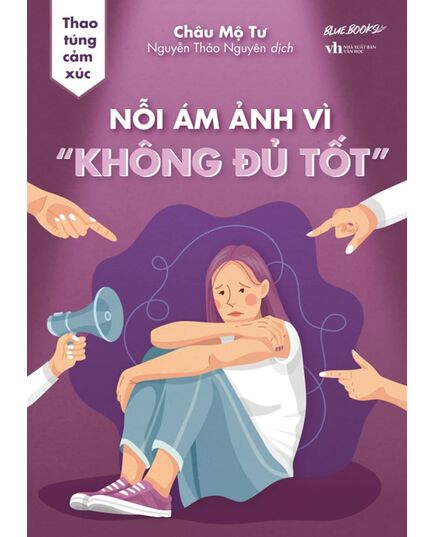 Thao
túng
cảm
xúc
Châu Mộ Tư
Nguyễn Thảo Nguyên dịch
BLUE.BOOKS
vh NHÀ XUẤT BẢN
VĂN HỌC
NỖI ÁM ẢNH VÌ
“KHÔNG ĐỦ TỐT”